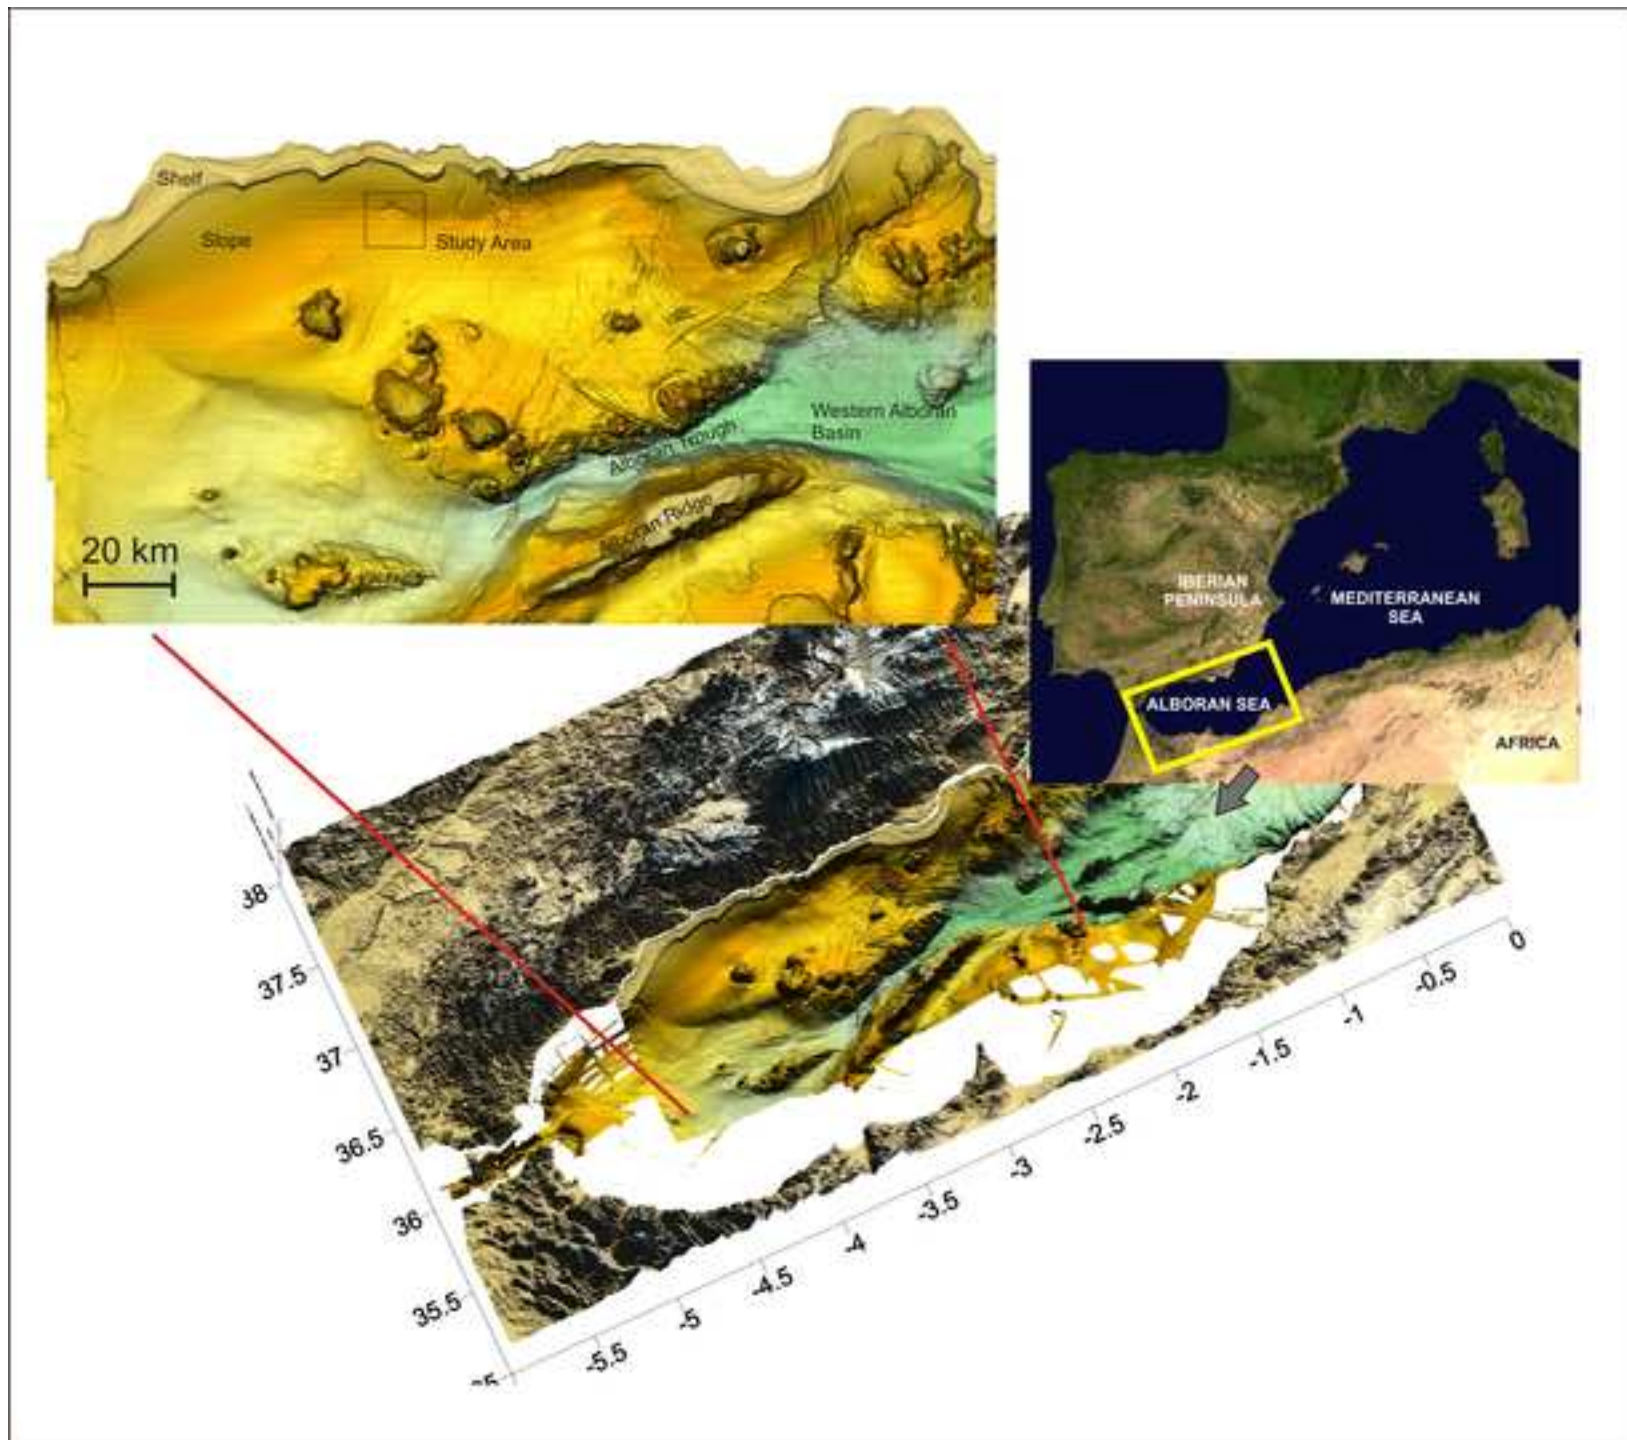 Shelf
Slope
Study Area
Western Alboran
Basin
Alboran Trough
Alboran Ridge
20 km
IBERIAN
PENINSULA
MEDITERRANEAN
SEA
ALBORAN SEA
AFRICA
38
37.5
37
36.5
36
35.5
0
-0.5
-1
-1.5
-2
-2.5
-3
-3.5
-4
-4.5
-5
-5.5